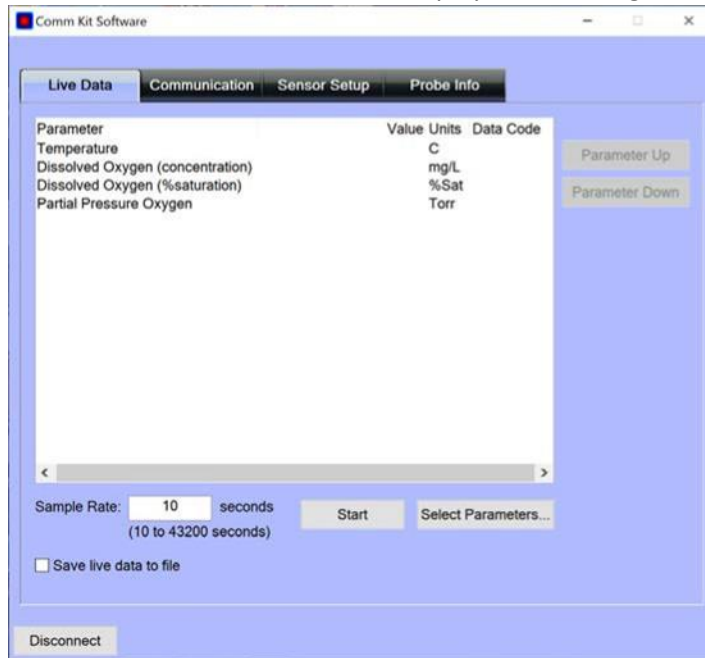 Comm Kit Software
Live Data Communication Sensor Setup Probe Info
Parameter Value Units Data Code
Temperature C
Dissolved Oxygen (concentration) mg/L
Dissolved Oxygen (%saturation) %Sat
Partial Pressure Oxygen Torr
Parameter Up
Parameter Down
Sample Rate: 10 seconds
(10 to 43200 seconds)
Start
Select Parameters...
Save live data to file
Disconnect